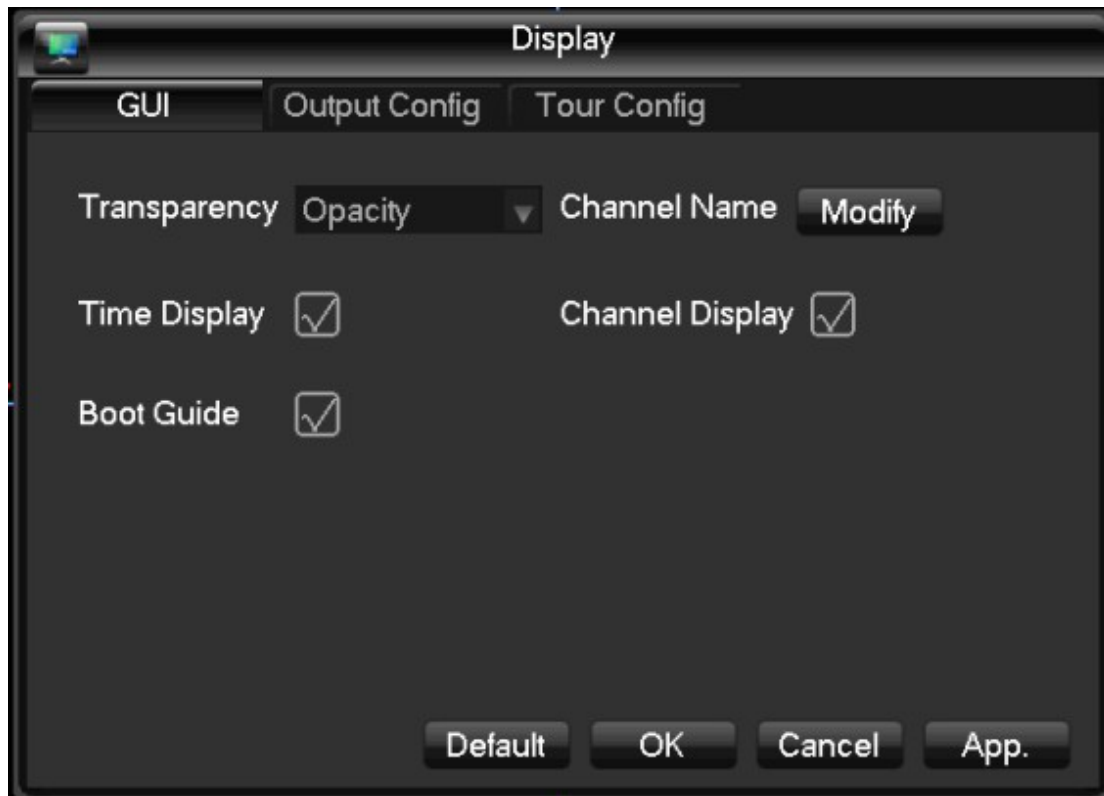 Display
GUI Output Config Tour Config
Transparency Opacity Channel Name Modify
Time Display Channel Display
Boot Guide
Default OK Cancel App.